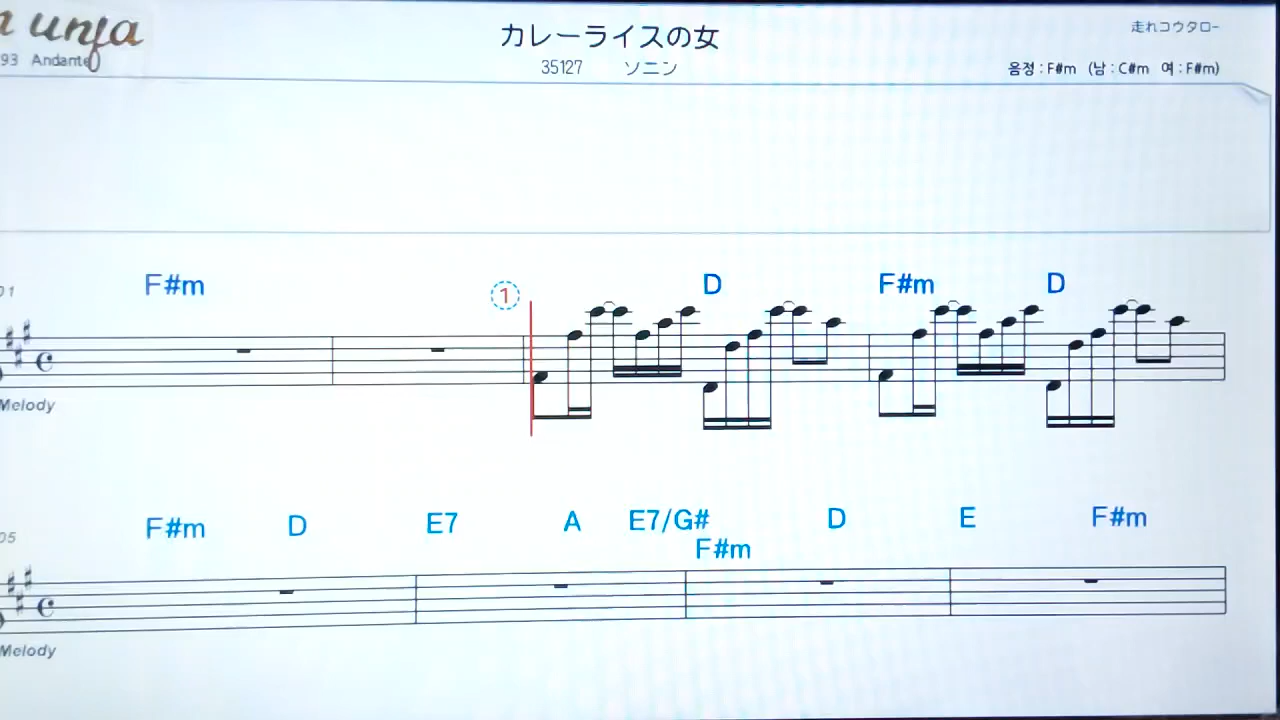 unja
カレーライスの女
走れコウタロー
93 Andante
35127 ソニン
음정 : F#m (남 : C#m 여 : F#m)
F#m D F#m D
01
1
Melody
F#m D E7 A E7/G# D E F#m
F#m
05
Melody